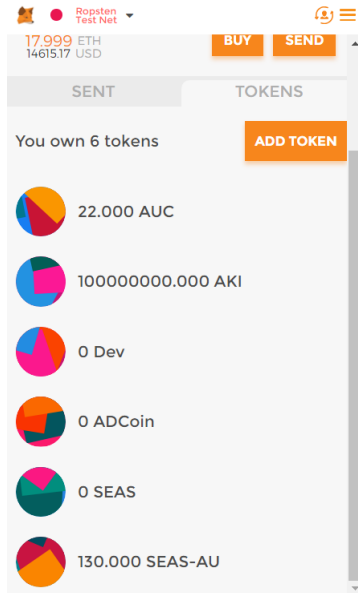 Ropsten
Test Net
17.999 ETH
14615.17 USD
BUY
SEND
SENT
TOKENS
You own 6 tokens
ADD TOKEN
22.000 AUC
100000000.000 AKI
0 Dev
0 ADCoin
0 SEAS
130.000 SEAS-AU